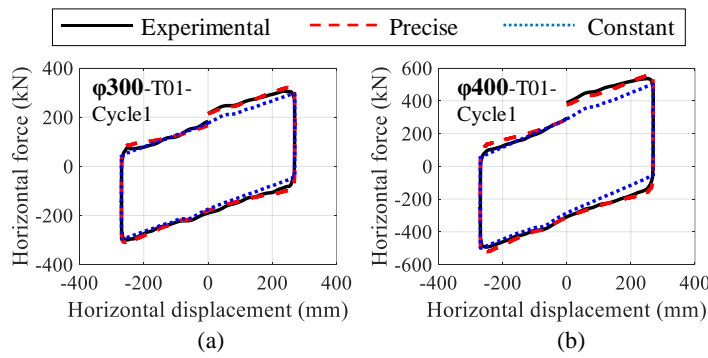 Experimental Precise Constant
φ300-T01-
Cycle1
Horizontal force (kN)
400
200
0
-200
-400
-400 -200 0 200 400
Horizontal displacement (mm)
(a)
φ400-T01-
Cycle1
Horizontal force (kN)
600
400
200
0
-200
-400
-600
-400 -200 0 200 400
Horizontal displacement (mm)
(b)